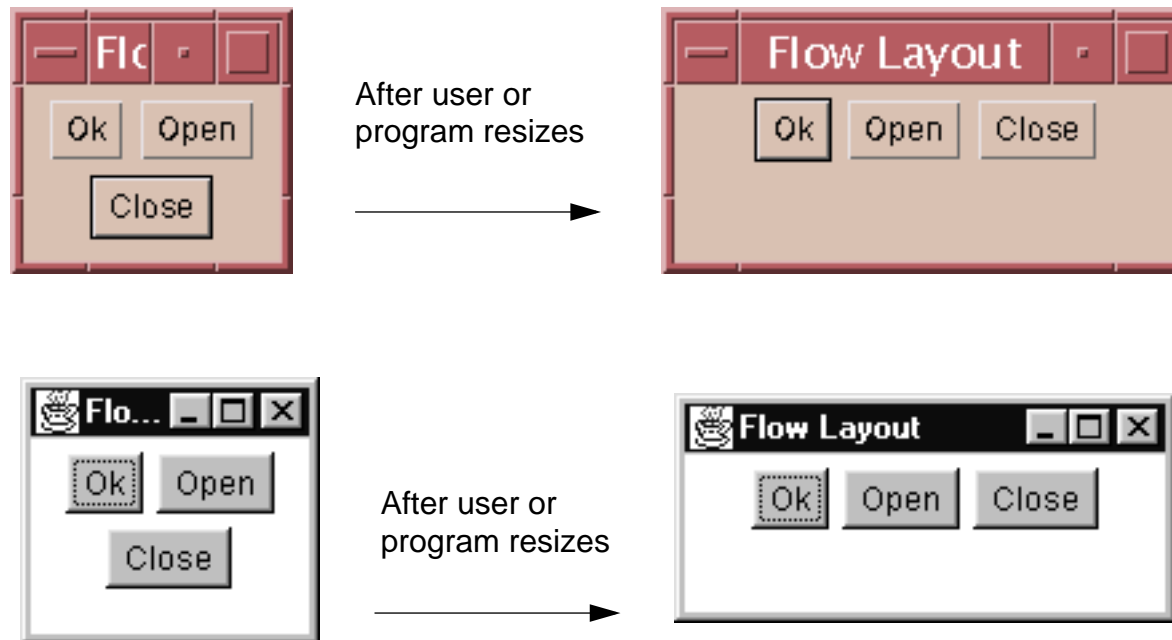 Flo
Ok Open
Close
After user or
program resizes
Flow Layout
Ok Open Close
Flo...
Ok Open
Close
After user or
program resizes
Flow Layout
Ok Open Close